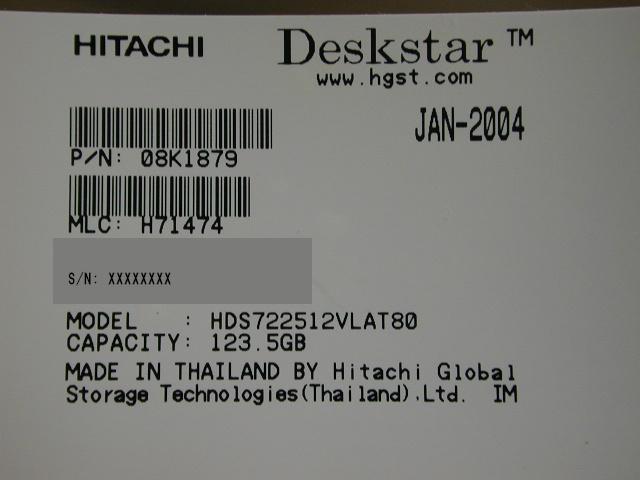 HITACHI Deskstar™
www.hgst.com
JAN-2004
P/N: 08K1879
MLC: H71474
S/N: XXXXXXXX
MODEL : HDS722512VLAT80
CAPACITY: 123.5GB
MADE IN THAILAND BY Hitachi Global
Storage Technologies(Thailand).Ltd. IM